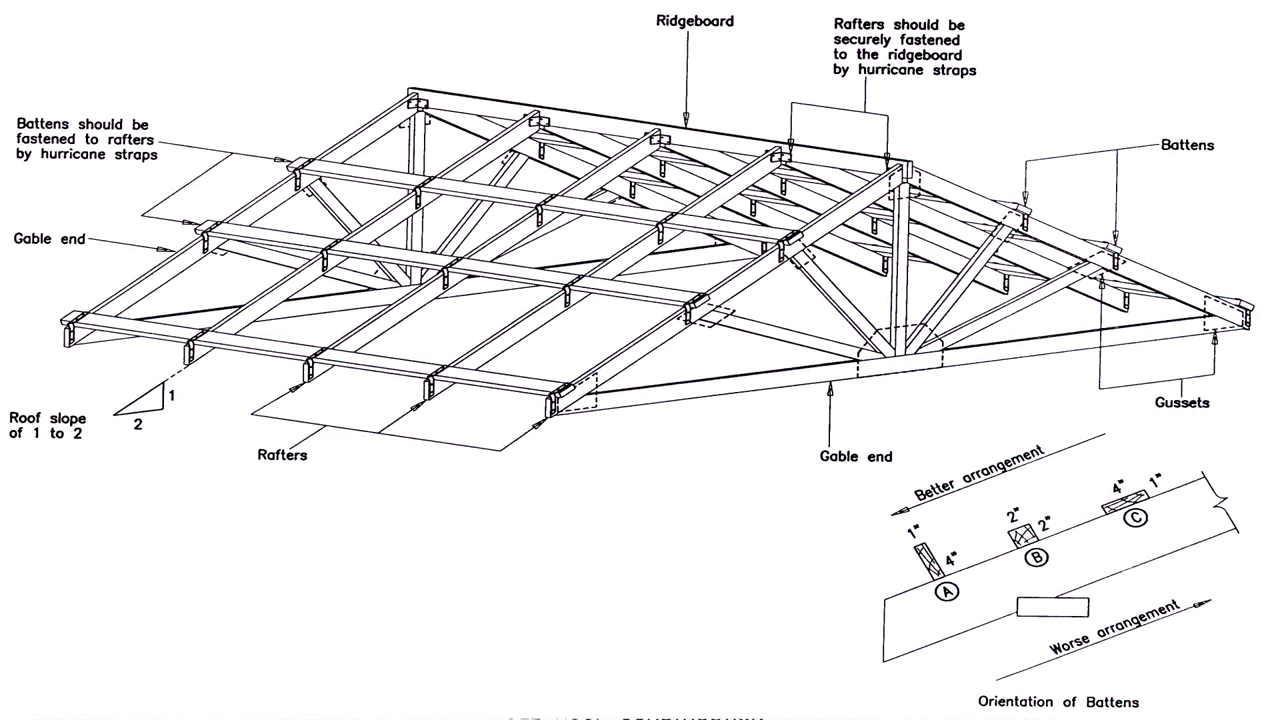 Ridgeboard
Rafters should be
securely fastened
to the ridgeboard
by hurricane straps
Battens should be
fastened to rafters
by hurricane straps
Battens
Gable end
1
2
Roof slope
of 1 to 2
Rafters
Gable end
Gussets
Better arrangement
1"
4"
A
2"
2"
B
4"
1"
C
Worse arrangement
Orientation of Battens